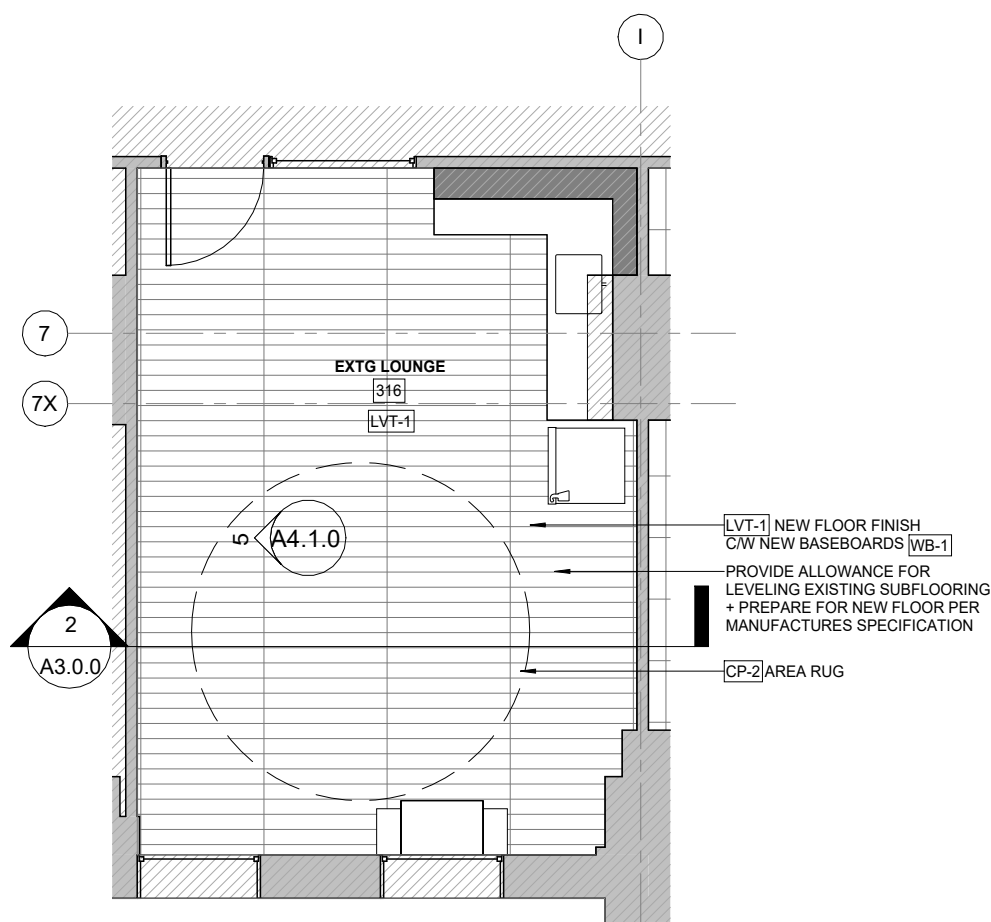 I
7
EXTG LOUNGE
316
7X
LVT-1
5
A4.1.0
LVT-1 NEW FLOOR FINISH
C/W NEW BASEBOARDS WB-1
PROVIDE ALLOWANCE FOR
LEVELING EXISTING SUBFLOORING
+ PREPARE FOR NEW FLOOR PER
MANUFACTURES SPECIFICATION
2
A3.0.0
CP-2 AREA RUG